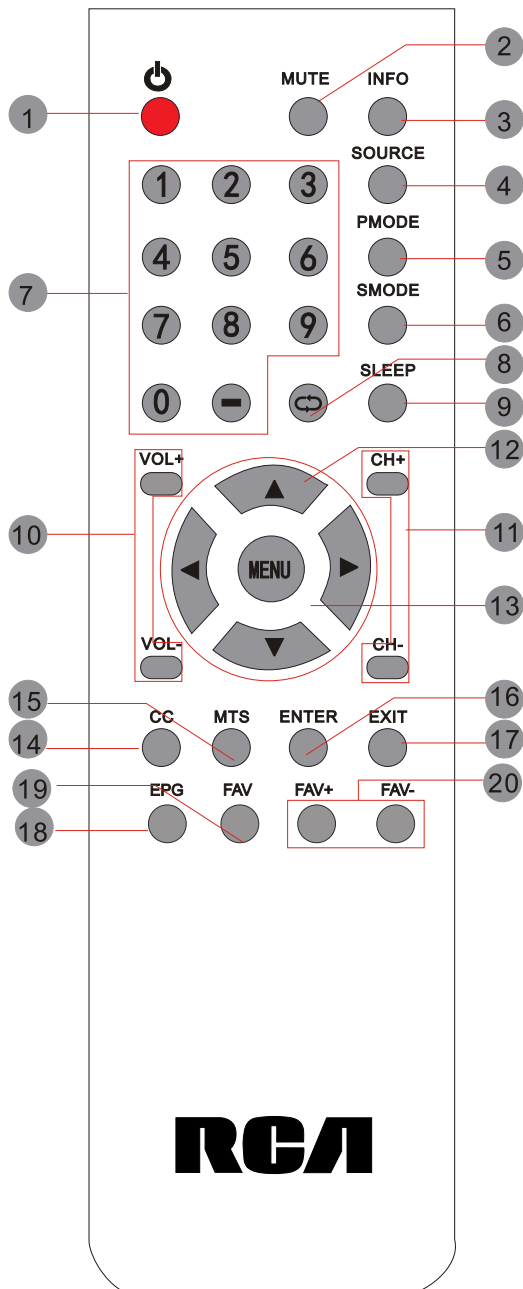 2
MUTE INFO
1
3
SOURCE
1 2 3
4
PMODE
4 5 6
5
7
SMODE
7 8 9
6
8
SLEEP
0 -
9
12
VOL+ CH+
10
11
MENU
13
VOL- CH-
15
16
CC MTS ENTER EXIT
14
17
19
20
EPG FAV FAV+ FAV-
18
RCA